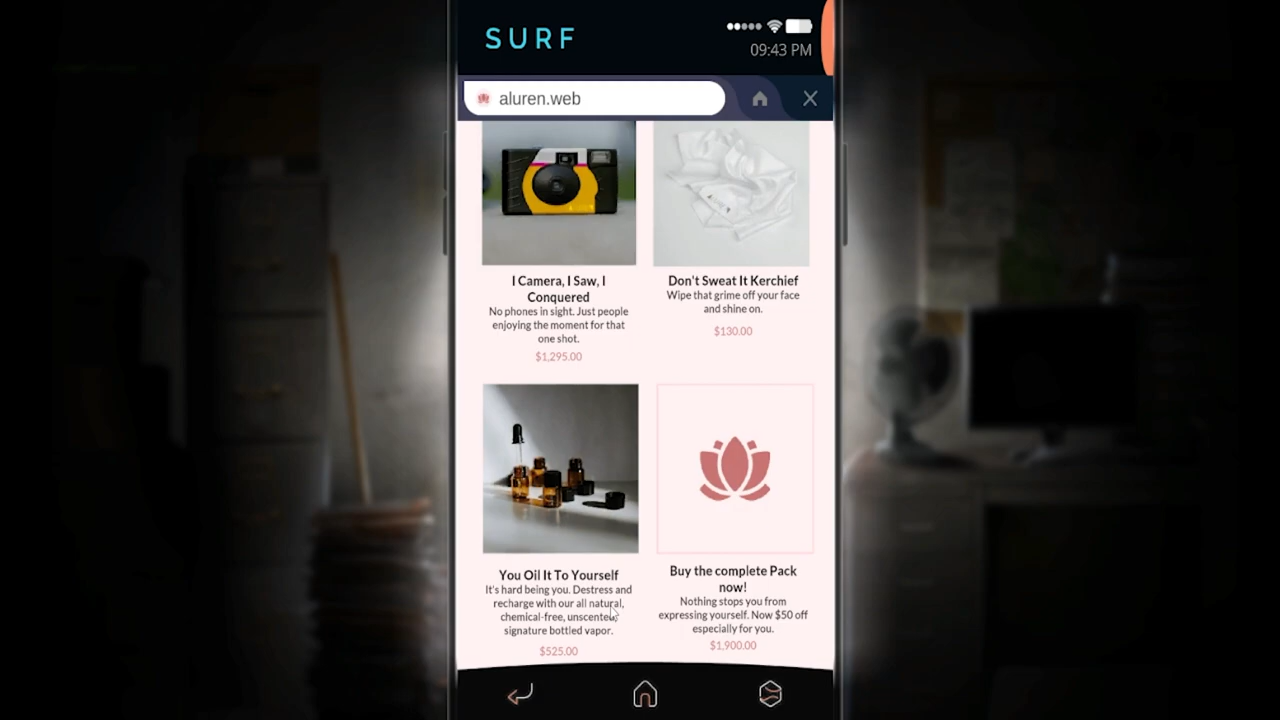 SURF
09:43 PM
aluren.web
I Camera, I Saw, I
Conquered
No phones in sight. Just people
enjoying the moment for that
one shot.
$1,295.00
Don't Sweat It Kerchief
Wipe that grime off your face
and shine on.
$130.00
You Oil It To Yourself
It's hard being you. Destress and
recharge with our all natural,
chemical-free, unscented,
signature bottled vapor.
$525.00
Buy the complete Pack
now!
Nothing stops you from
expressing yourself. Now $50 off
especially for you.
$1,900.00